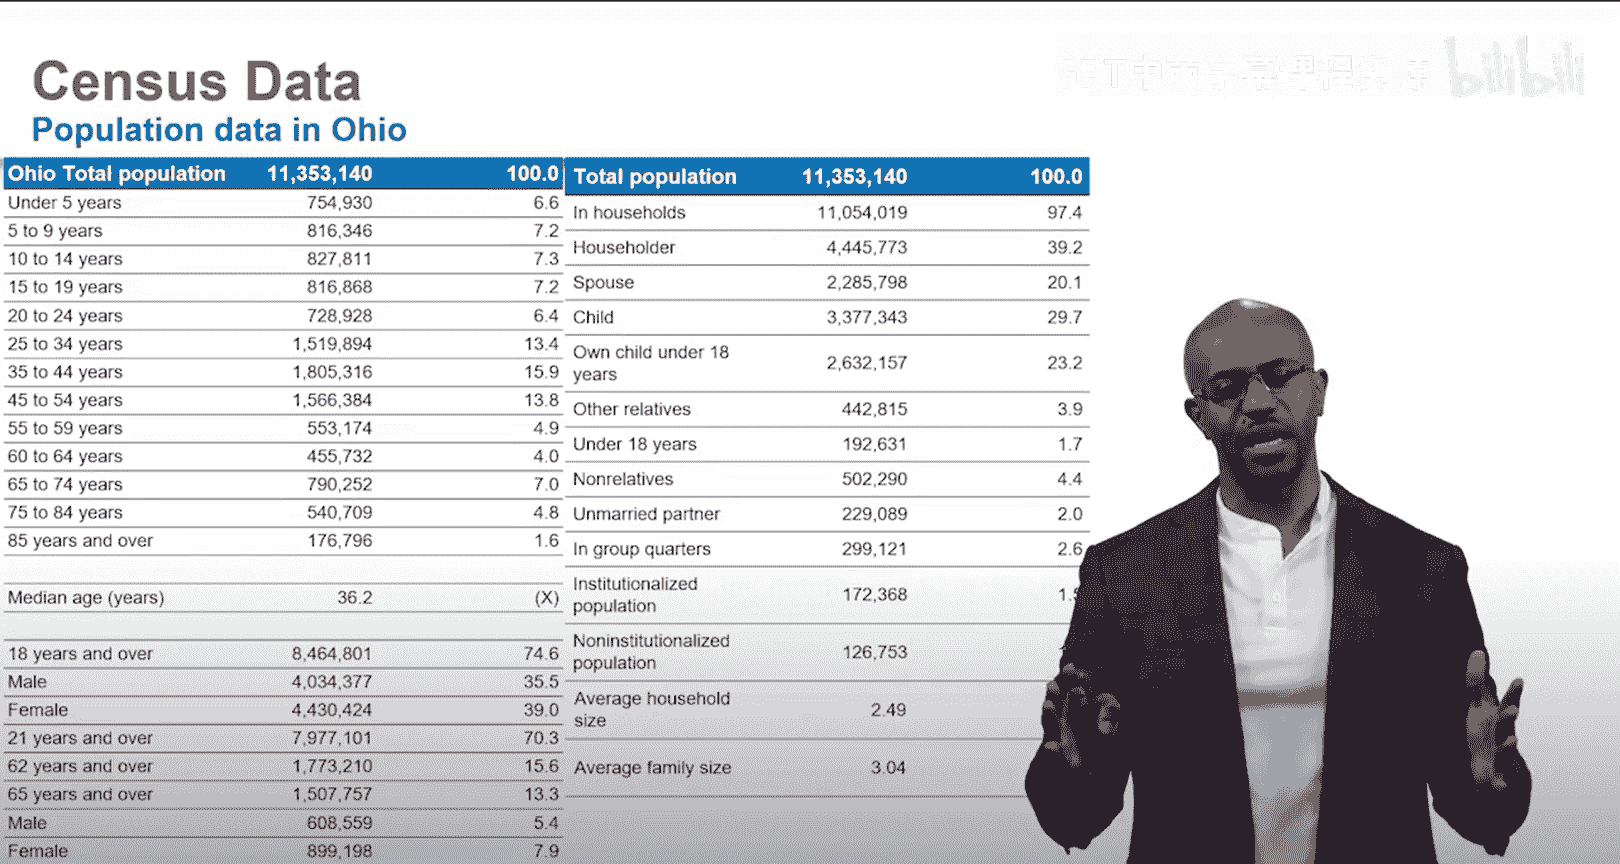 Census Data
Population data in Ohio
bilibili
Ohio Total population 11,353,140 100.0
Under 5 years 754,930 6.6
5 to 9 years 816,346 7.2
10 to 14 years 827,811 7.3
15 to 19 years 816,868 7.2
20 to 24 years 728,928 6.4
25 to 34 years 1,519,894 13.4
35 to 44 years 1,805,316 15.9
45 to 54 years 1,566,384 13.8
55 to 59 years 553,174 4.9
60 to 64 years 455,732 4.0
65 to 74 years 790,252 7.0
75 to 84 years 540,709 4.8
85 years and over 176,796 1.6
Median age (years) 36.2 (X)
18 years and over 8,464,801 74.6
Male 4,034,377 35.5
Female 4,430,424 39.0
21 years and over 7,977,101 70.3
62 years and over 1,773,210 15.6
65 years and over 1,507,757 13.3
Male 608,559 5.4
Female 899,198 7.9
Total population 11,353,140 100.0
In households 11,054,019 97.4
Householder 4,445,773 39.2
Spouse 2,285,798 20.1
Child 3,377,343 29.7
Own child under 18
years 2,632,157 23.2
Other relatives 442,815 3.9
Under 18 years 192,631 1.7
Nonrelatives 502,290 4.4
Unmarried partner 229,089 2.0
In group quarters 299,121 2.6
Institutionalized
population 172,368
Noninstitutionalized
population 126,753
Average household
size 2.49
Average family size 3.04